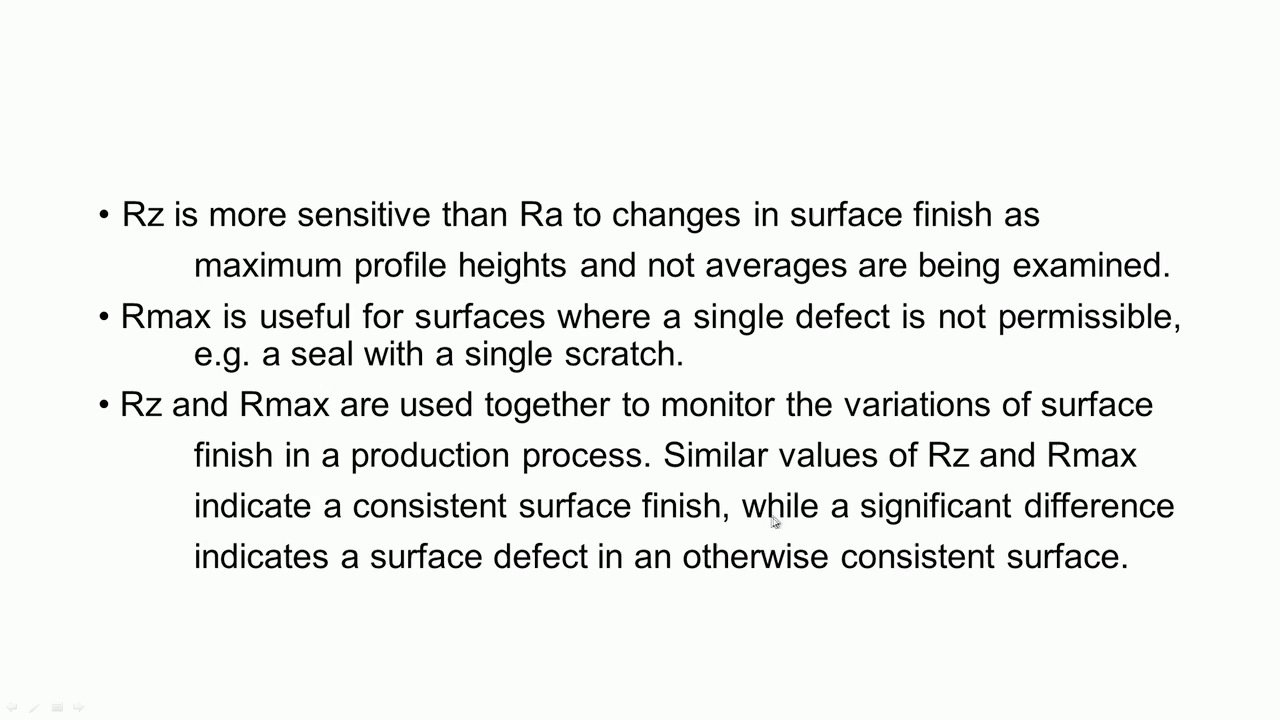 • Rz is more sensitive than Ra to changes in surface finish as
maximum profile heights and not averages are being examined.
• Rmax is useful for surfaces where a single defect is not permissible,
e.g. a seal with a single scratch.
• Rz and Rmax are used together to monitor the variations of surface
finish in a production process. Similar values of Rz and Rmax
indicate a consistent surface finish, while a significant difference
indicates a surface defect in an otherwise consistent surface.